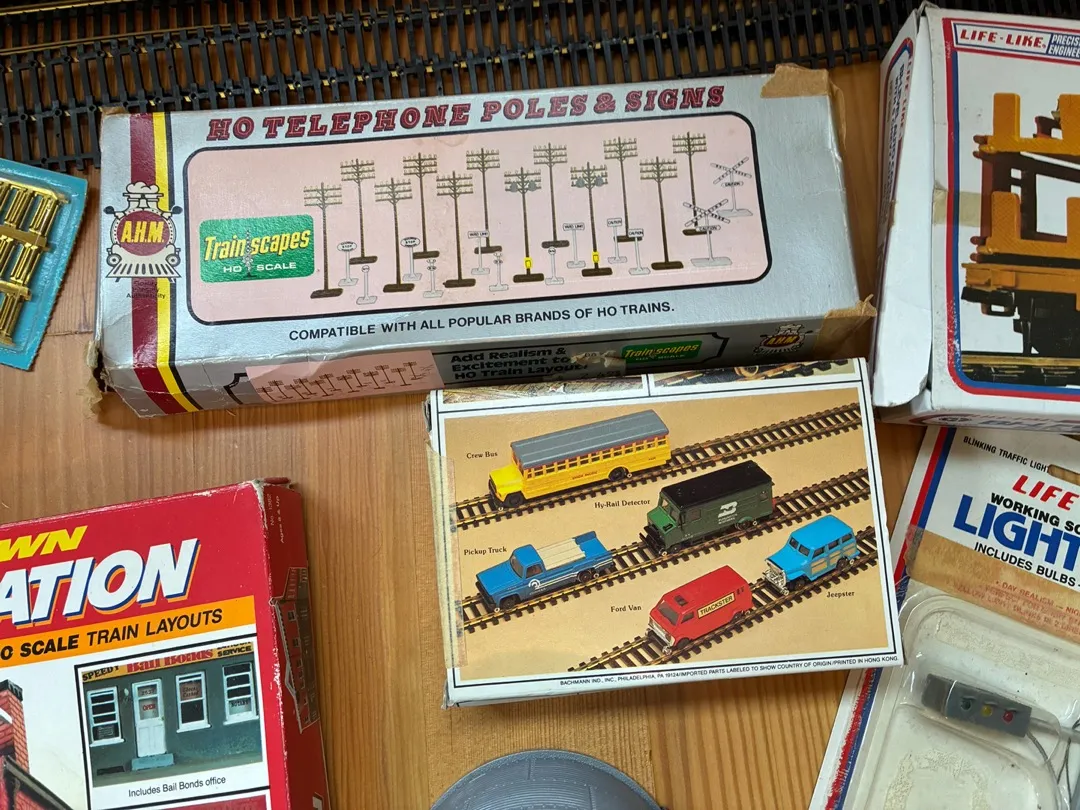 HO TELEPHONE POLES & SIGNS
A.H.M.
Train scapes
HO SCALE
COMPATIBLE WITH ALL POPULAR BRANDS OF HO TRAINS.
Add Realism &
Excitement to
HO Train Layout
Train scapes
A.H.M.
LIFE-LIKE
Crew Bus
Hy-Rail Detector
Pickup Truck
Ford Van
TRACKSTER
Jeepster
BACHMANN IND., INC., PHILADELPHIA, PA 19124/IMPORTED PARTS LABELED TO SHOW COUNTRY OF ORIGIN/PRINTED IN HONG KONG
WN
ATION
O SCALE TRAIN LAYOUTS
SPEEDY Bail Bonds SERVICE
OPEN
Includes Bail Bonds office
BLINKING TRAFFIC LIGHT
LIFE
WORKING
LIGHT
INCLUDES BULBS